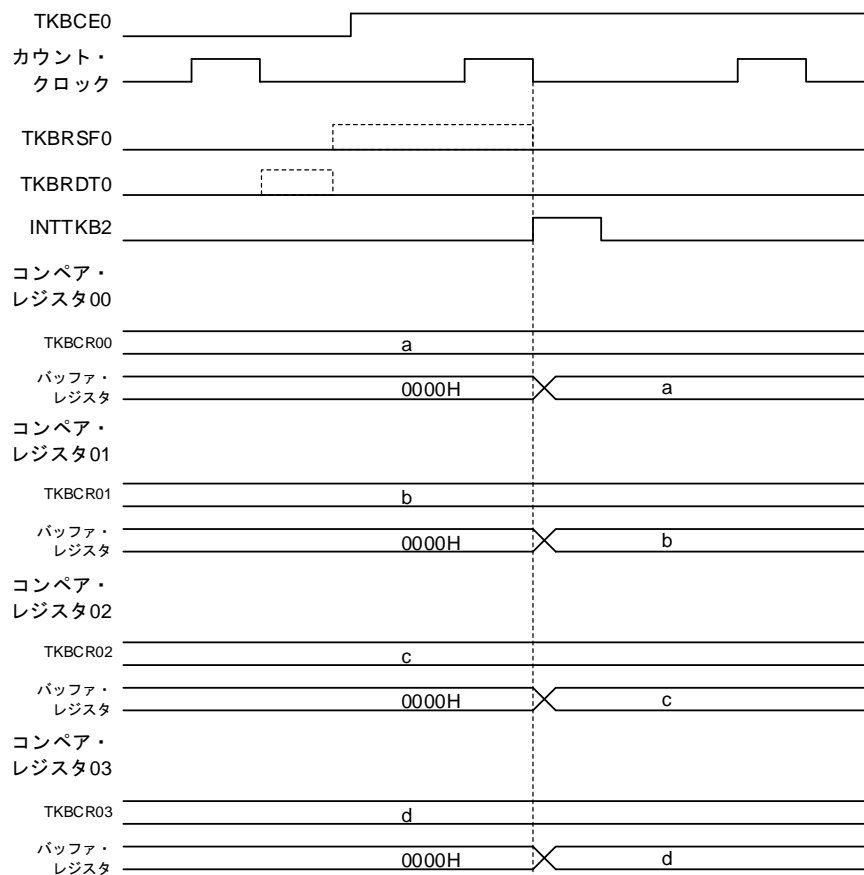 TKBCE0
カウント・
クロック
TKBRSF0
TKBRDT0
INTTKB2
コンペア・
レジスタ00
TKBCR00
a
バッファ・
レジスタ
0000H
a
コンペア・
レジスタ01
TKBCR01
b
バッファ・
レジスタ
0000H
b
コンペア・
レジスタ02
TKBCR02
c
バッファ・
レジスタ
0000H
c
コンペア・
レジスタ03
TKBCR03
d
バッファ・
レジスタ
0000H
d